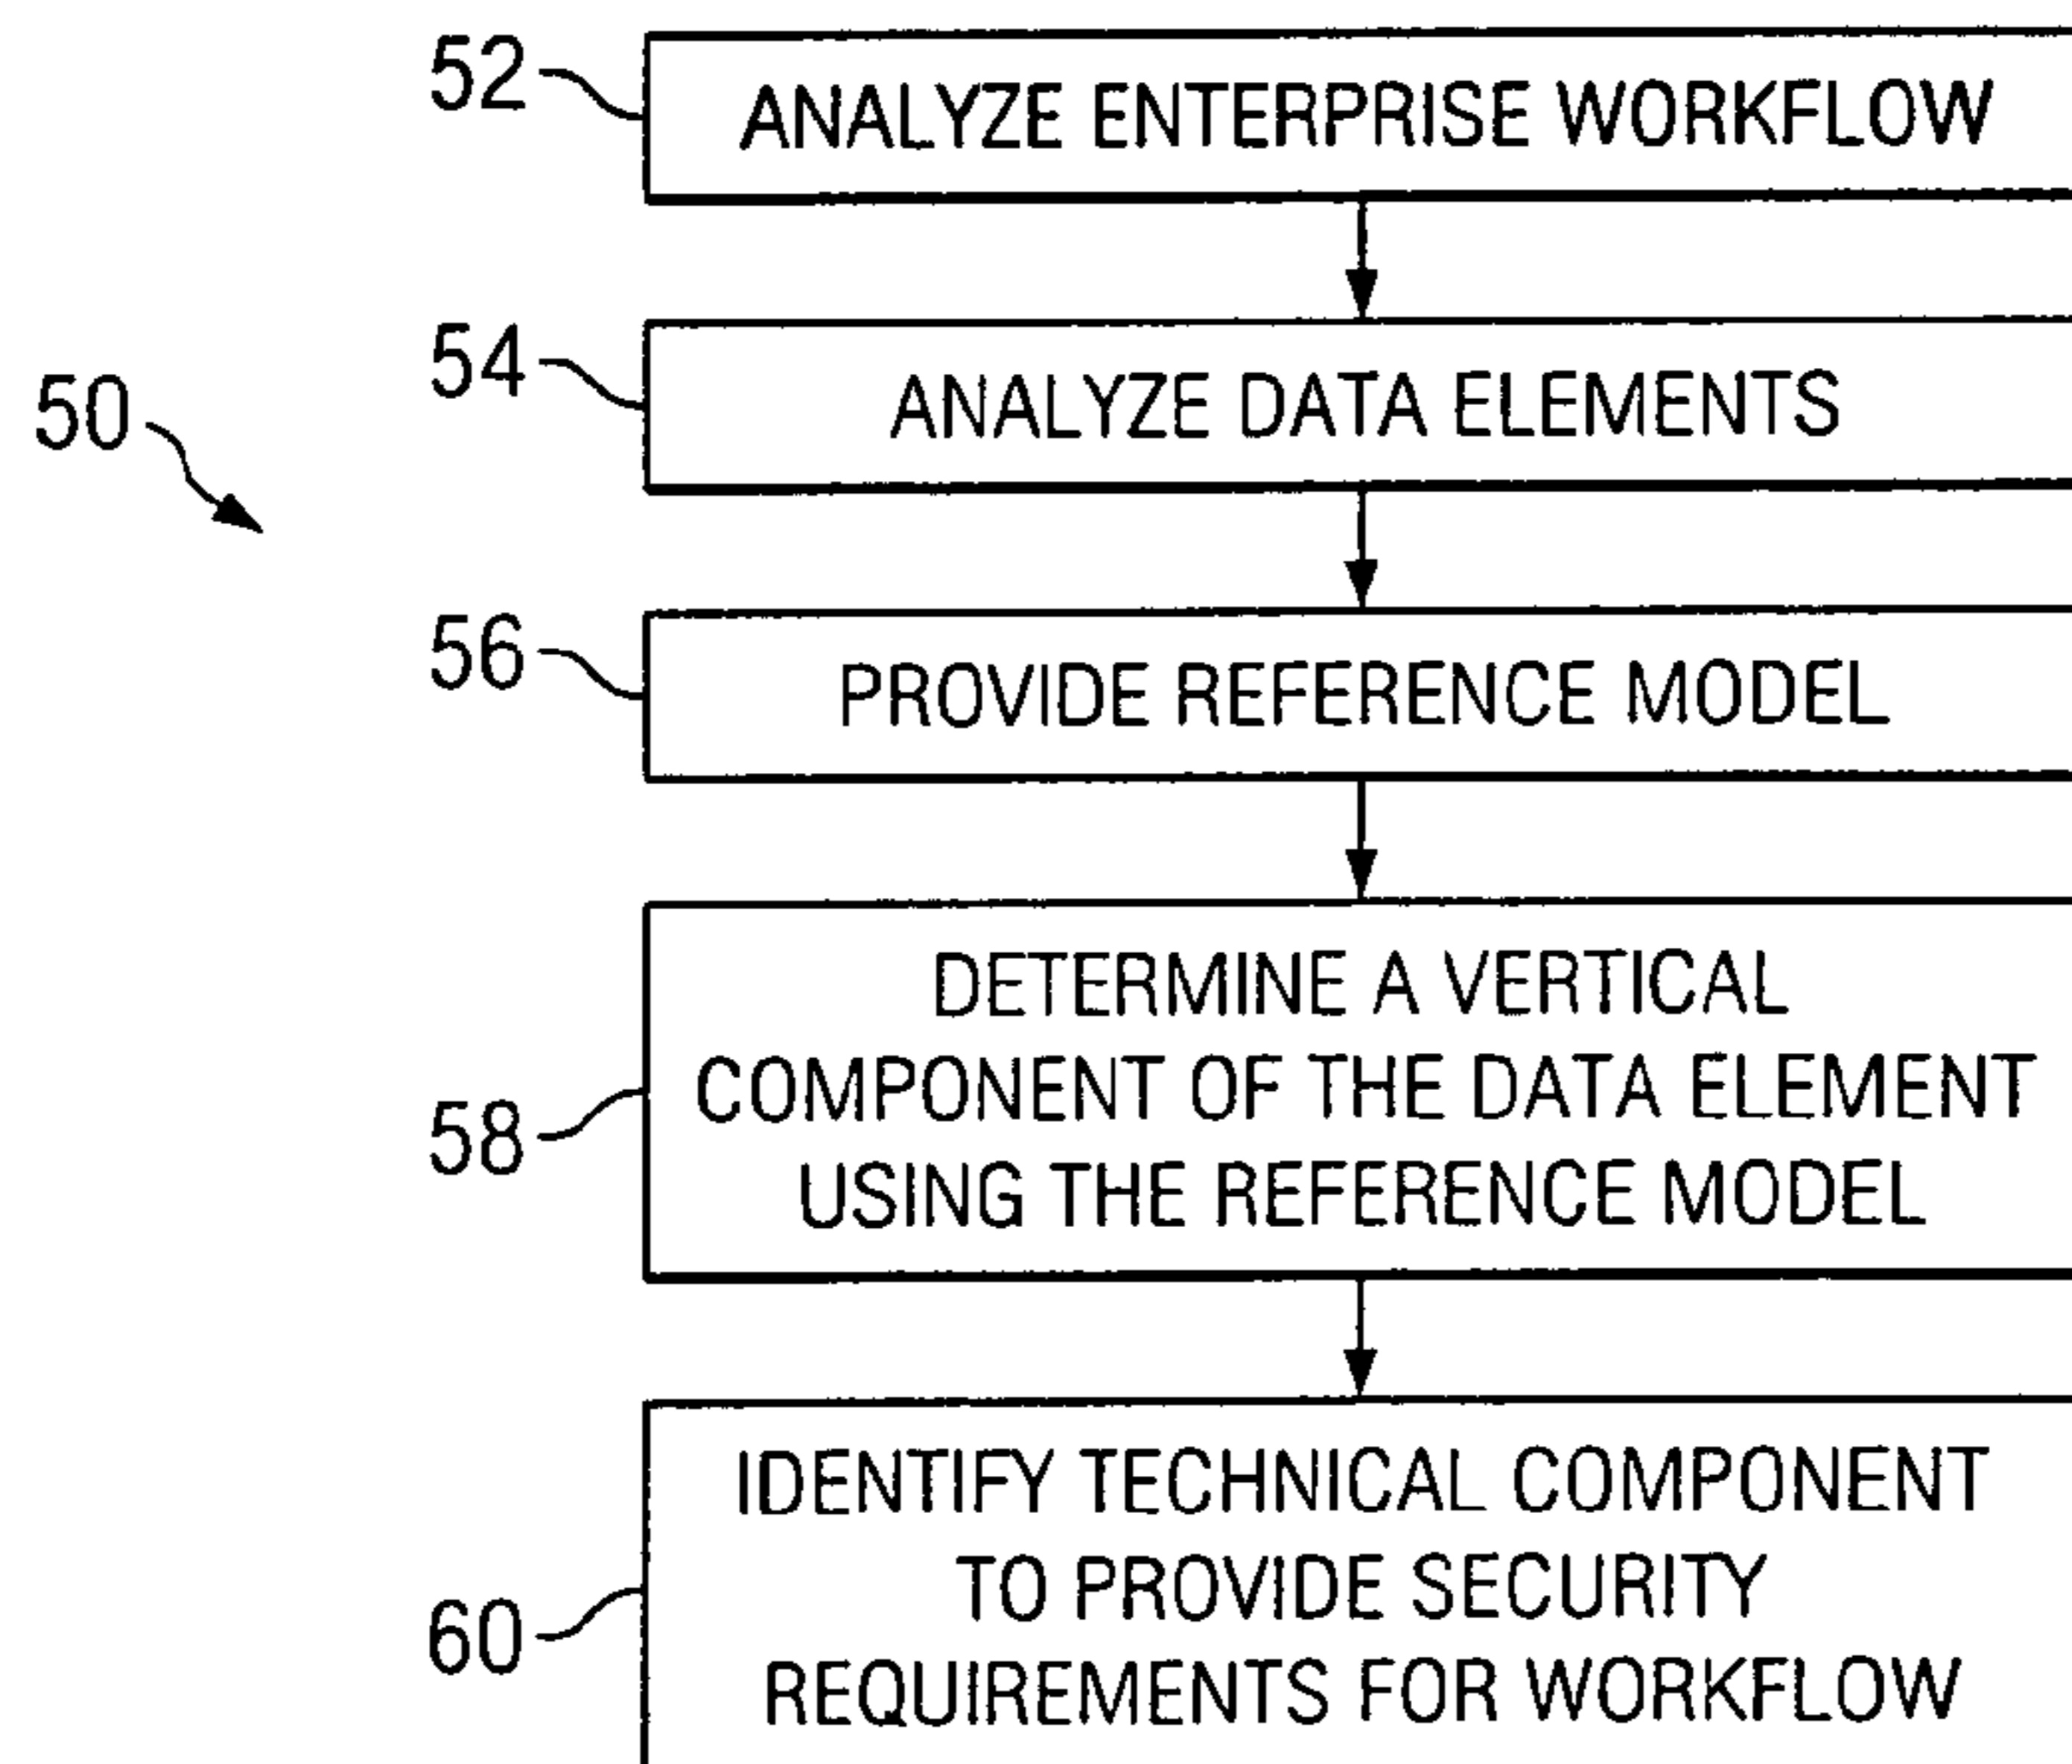 52
ANALYZE ENTERPRISE WORKFLOW
54
ANALYZE DATA ELEMENTS
50
56
PROVIDE REFERENCE MODEL
58
DETERMINE A VERTICAL
COMPONENT OF THE DATA ELEMENT
USING THE REFERENCE MODEL
60
IDENTIFY TECHNICAL COMPONENT
TO PROVIDE SECURITY
REQUIREMENTS FOR WORKFLOW